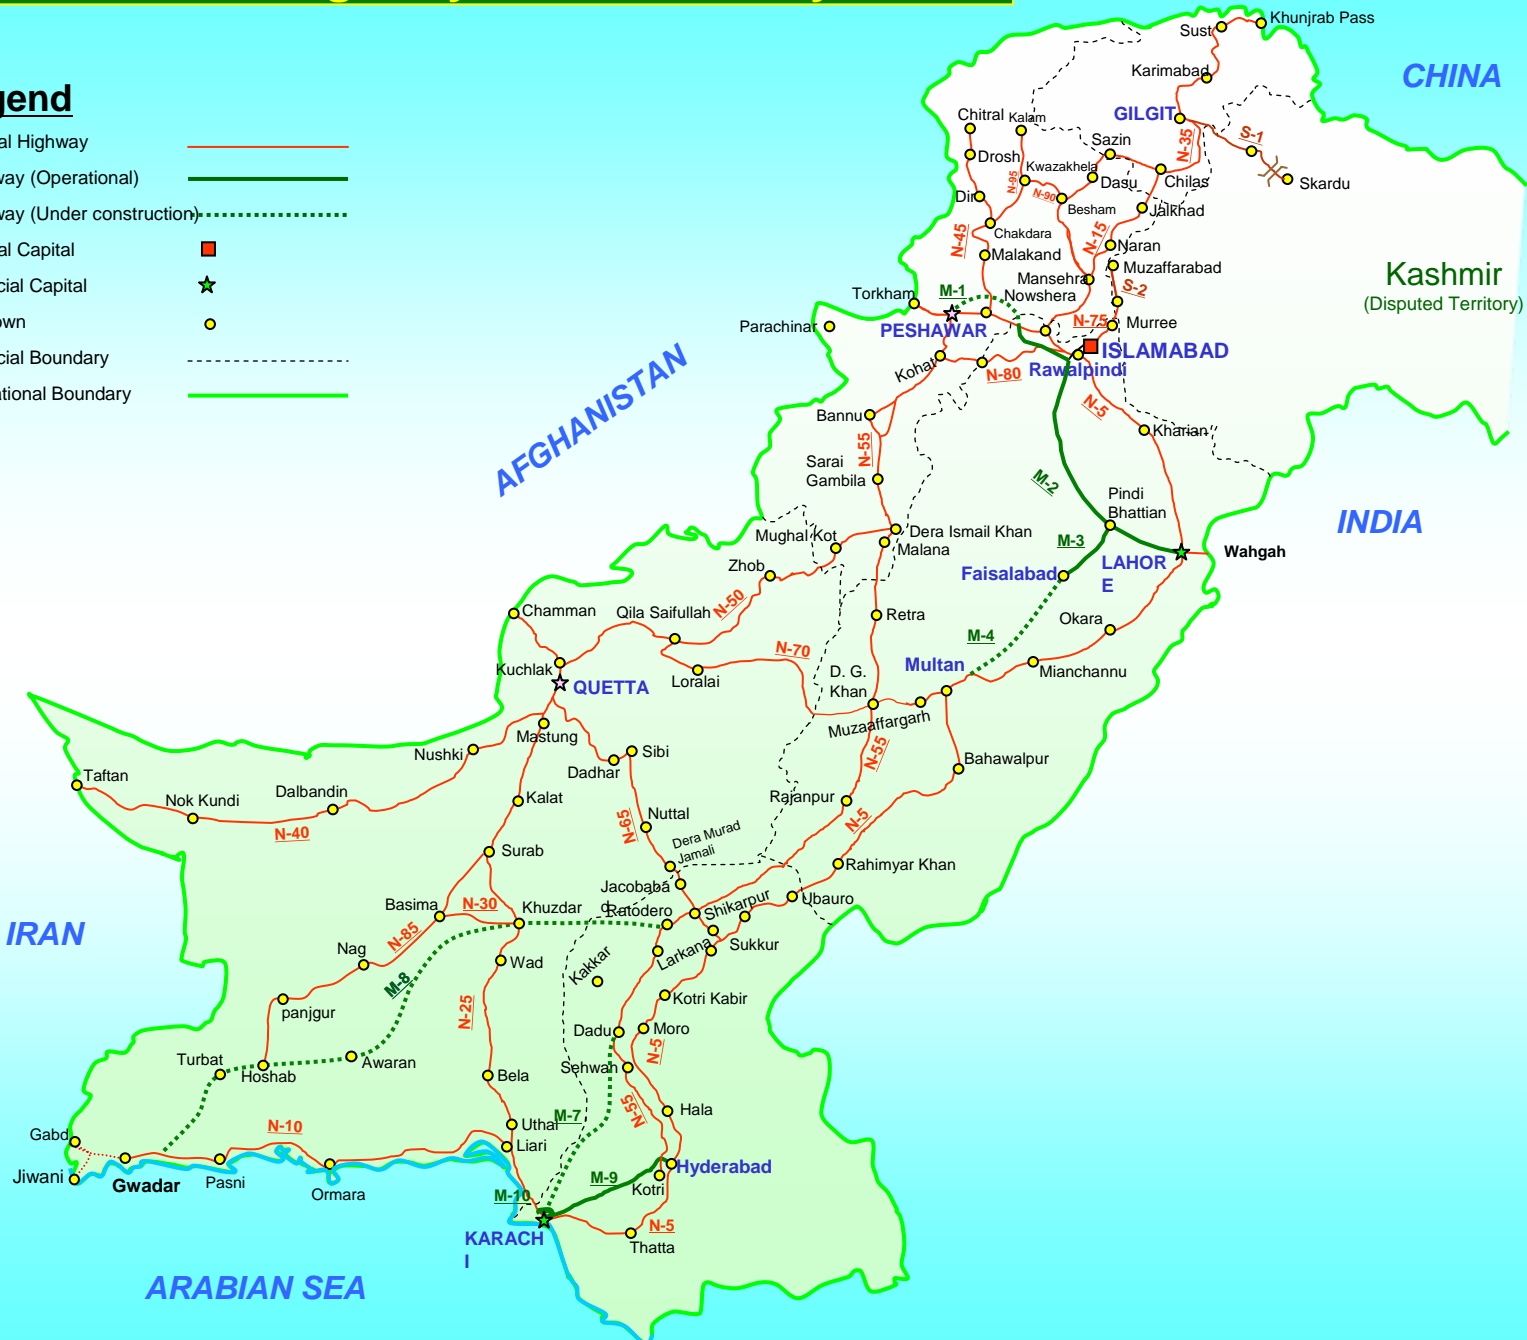 gend
al Highway
way (Operational)
way (Under construction)
al Capital
cial Capital
own
cial Boundary
ational Boundary
Khunjrab Pass
Sust
CHINA
Karimabad
GILGIT
Chitral
Kalam
S-1
N-35
Sazin
Drosh
Kwazakhela
Dasu
Chilas
Skardu
N-95
N-90
Dir
Besham
Jalkhad
Chakdara
N-45
N-15
Naran
Malakand
Muzaffarabad
Mansehra
Kashmir
(Disputed Territory)
Torkham
M-1
Nowshera
S-2
Parachinar
PESHAWAR
N-75
Murree
ISLAMABAD
Kohat
N-80
Rawalpindi
AFGHANISTAN
Bannu
N-5
Kharian
N-55
Sarai
Gambila
M-2
Pindi
Bhattian
INDIA
Mughal Kot
Dera Ismail Khan
Malana
M-3
LAHOR
E
Wahgah
Zhob
Faisalabad
N-50
Chamman
Qila Saifullah
Retra
Okara
M-4
N-70
Kuchlak
Loralai
D. G.
Khan
Multan
Mianchannu
QUETTA
Muzaaffargarh
Mastung
Nushki
Sibi
Dadhar
N-55
Bahawalpur
Taftan
Nok Kundi
Dalbandin
Kalat
Rajanpur
N-40
N-65
Nuttal
N-5
Dera Murad
Jamali
Surab
Rahimyar Khan
Jacobaba
d
Basima
N-30
Khuzdar
Ratodero
Shikarpur
Ubauro
IRAN
N-85
Larkana
Sukkur
Nag
Wad
Kakkar
M-8
panjgur
N-25
Kotri Kabir
Dadu
Moro
N-5
Turbat
Hoshab
Awaran
Sehwan
Bela
N-55
Hala
M-7
Uthal
Gabd
N-10
Liari
Jiwani
Gwadar
Pasni
Ormara
M-9
Hyderabad
Kotri
M-10
KARACH
I
N-5
Thatta
ARABIAN SEA